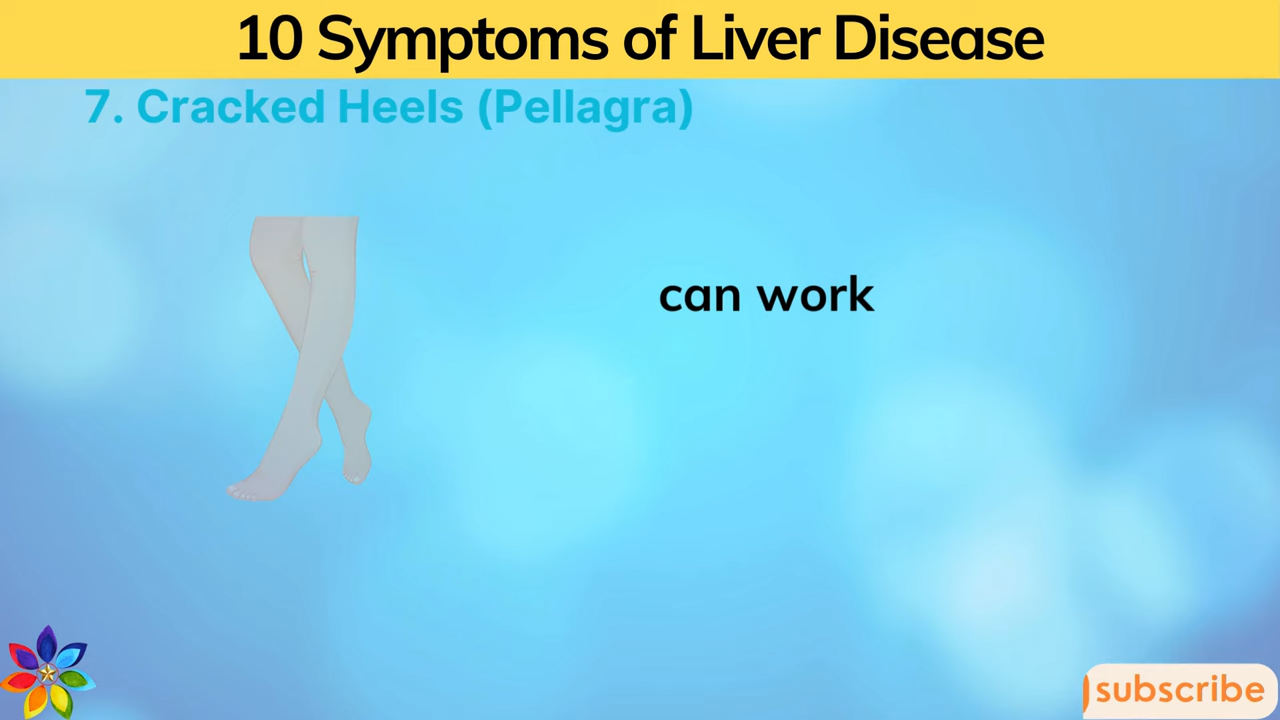 10 Symptoms of Liver Disease
7. Cracked Heels (Pellagra)
can work
subscribe